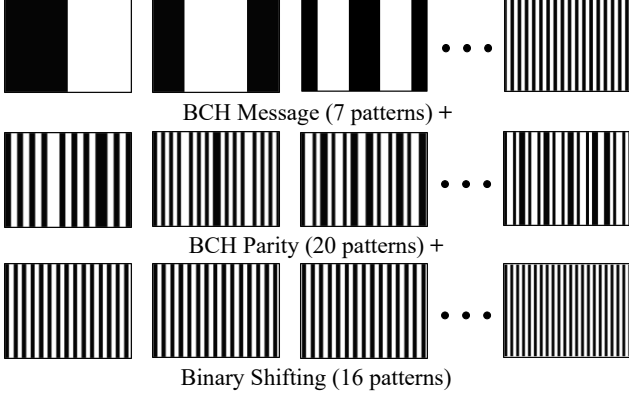 BCH Message (7 patterns) +
BCH Parity (20 patterns) +
Binary Shifting (16 patterns)